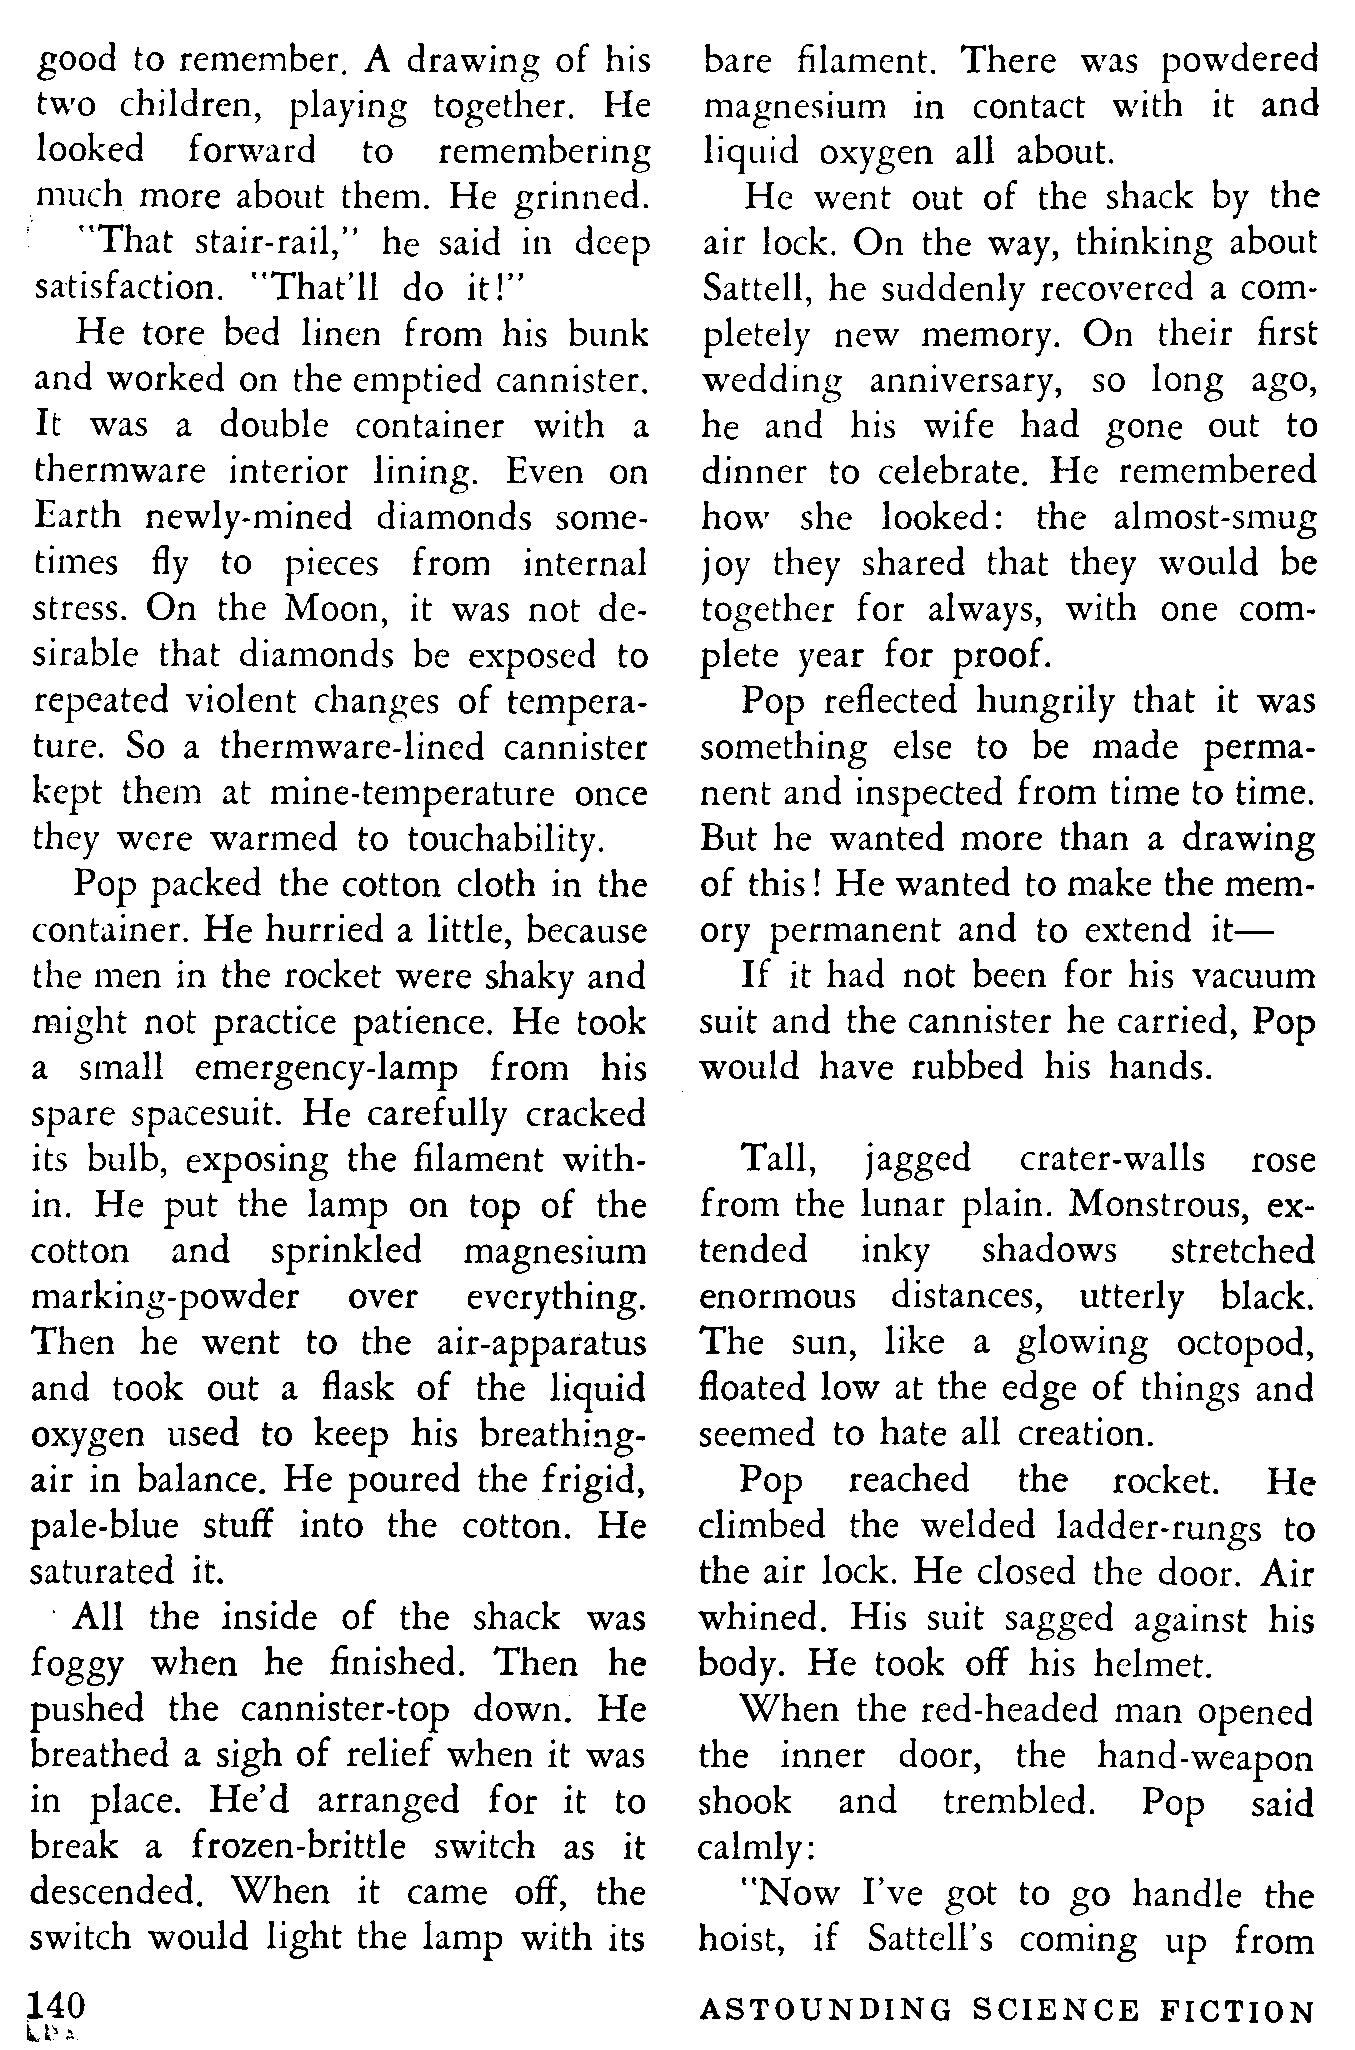 good to remember. A drawing of his
two children, playing together. He
looked forward to remembering
much more about them. He grinned.
"That stair-rail," he said in deep
satisfaction. "That'll do it!"
He tore bed linen from his bunk
and worked on the emptied cannister.
It was a double container with a
thermware interior lining. Even on
Earth newly-mined diamonds some-
times fly to pieces from internal
stress. On the Moon, it was not de-
sirable that diamonds be exposed to
repeated violent changes of tempera-
ture. So a thermware-lined cannister
kept them at mine-temperature once
they were warmed to touchability.
Pop packed the cotton cloth in the
container. He hurried a little, because
the men in the rocket were shaky and
might not practice patience. He took
a small emergency-lamp from his
spare spacesuit. He carefully cracked
its bulb, exposing the filament with-
in. He put the lamp on top of the
cotton and sprinkled magnesium
marking-powder over everything.
Then he went to the air-apparatus
and took out a flask of the liquid
oxygen used to keep his breathing-
air in balance. He poured the frigid,
pale-blue stuff into the cotton. He
saturated it.
All the inside of the shack was
foggy when he finished. Then he
pushed the cannister-top down. He
breathed a sigh of relief when it was
in place. He'd arranged for it to
break a frozen-brittle switch as it
descended. When it came off, the
switch would light the lamp with its
bare filament. There was powdered
magnesium in contact with it and
liquid oxygen all about.
He went out of the shack by the
air lock. On the way, thinking about
Sattell, he suddenly recovered a com-
pletely new memory. On their first
wedding anniversary, so long ago,
he and his wife had gone out to
dinner to celebrate. He remembered
how she looked: the almost-smug
joy they shared that they would be
together for always, with one com-
plete year for proof.
Pop reflected hungrily that it was
something else to be made perma-
nent and inspected from time to time.
But he wanted more than a drawing
of this! He wanted to make the mem-
ory permanent and to extend it—
If it had not been for his vacuum
suit and the cannister he carried, Pop
would have rubbed his hands.
Tall, jagged crater-walls rose
from the lunar plain. Monstrous, ex-
tended inky shadows stretched
enormous distances, utterly black.
The sun, like a glowing octopod,
floated low at the edge of things and
seemed to hate all creation.
Pop reached the rocket. He
climbed the welded ladder-rungs to
the air lock. He closed the door. Air
whined. His suit sagged against his
body. He took off his helmet.
When the red-headed man opened
the inner door, the hand-weapon
shook and trembled. Pop said
calmly:
"Now I've got to go handle the
hoist, if Sattell's coming up from
140
ASTOUNDING SCIENCE FICTION